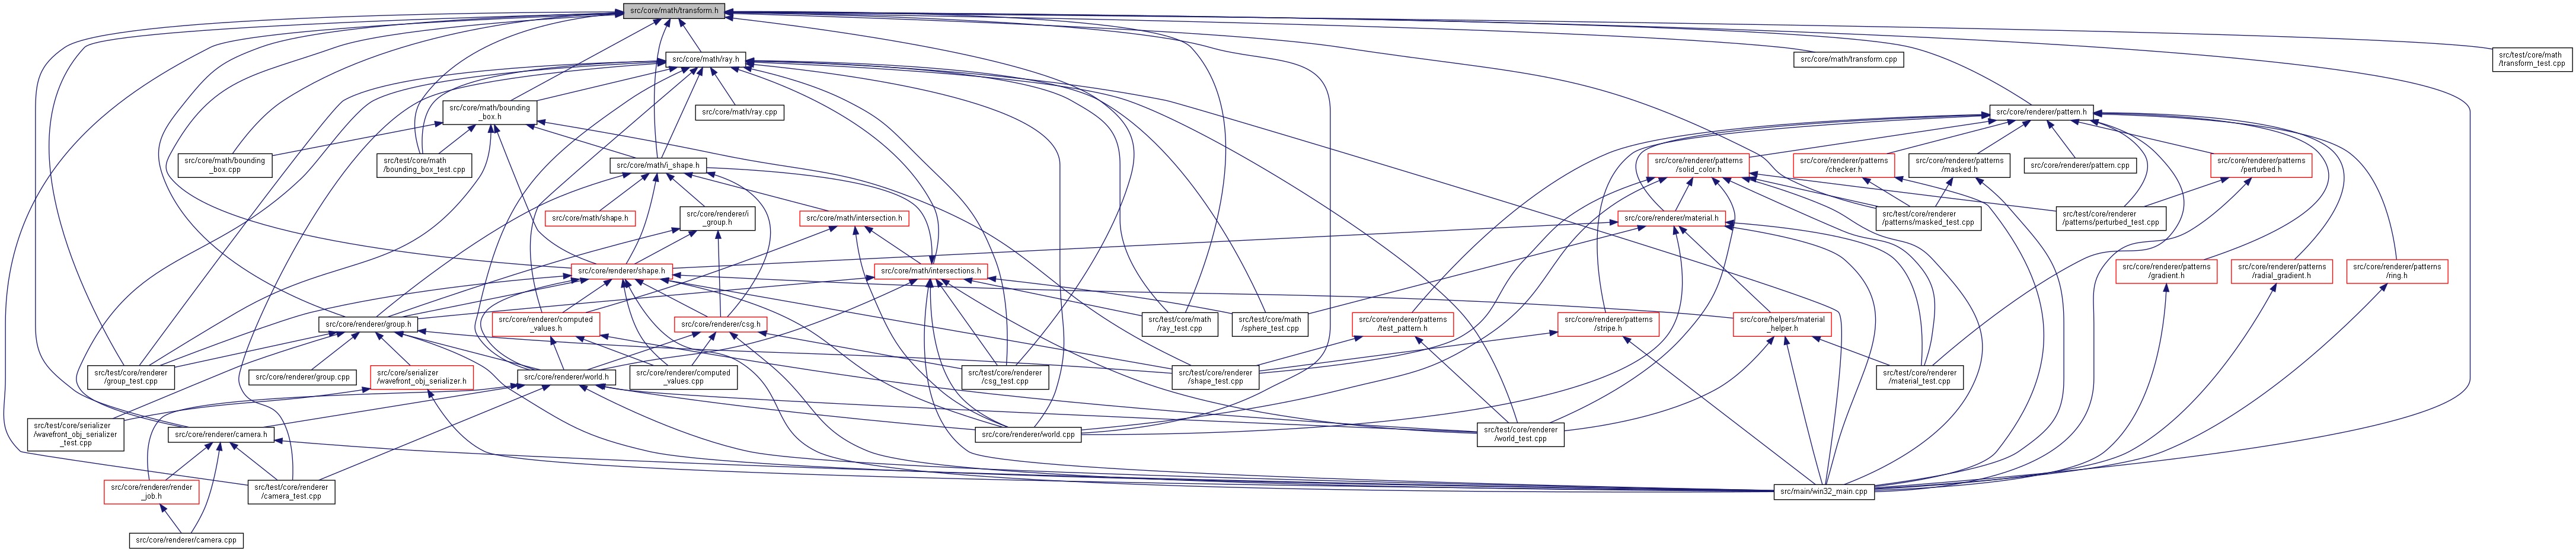 src/core/math/transform.h
src/core/math/ray.h
src/core/math/transform.cpp
src/test/core/math
/transform_test.cpp
src/core/math/bounding
_box.h
src/core/math/ray.cpp
src/core/renderer/pattern.h
src/core/math/bounding
_box.cpp
src/test/core/math
/bounding_box_test.cpp
src/core/math/i_shape.h
src/core/renderer/patterns
/solid_color.h
src/core/renderer/patterns
/checker.h
src/core/renderer/patterns
/masked.h
src/core/renderer/pattern.cpp
src/core/renderer/patterns
/perturbed.h
src/core/math/shape.h
src/core/renderer/i
_group.h
src/core/math/intersection.h
src/core/renderer/material.h
src/test/core/renderer
/patterns/masked_test.cpp
src/test/core/renderer
/patterns/perturbed_test.cpp
src/core/renderer/shape.h
src/core/math/intersections.h
src/core/renderer/patterns
/gradient.h
src/core/renderer/patterns
/radial_gradient.h
src/core/renderer/patterns
/ring.h
src/core/renderer/group.h
src/core/renderer/computed
_values.h
src/core/renderer/csg.h
src/test/core/math
/ray_test.cpp
src/test/core/math
/sphere_test.cpp
src/core/renderer/patterns
/test_pattern.h
src/core/renderer/patterns
/stripe.h
src/core/helpers/material
_helper.h
src/test/core/renderer
/group_test.cpp
src/core/renderer/group.cpp
src/core/serializer
/wavefront_obj_serializer.h
src/core/renderer/world.h
src/core/renderer/computed
_values.cpp
src/test/core/renderer
/csg_test.cpp
src/test/core/renderer
/shape_test.cpp
src/test/core/renderer
/material_test.cpp
src/test/core/serializer
/wavefront_obj_serializer
_test.cpp
src/core/renderer/camera.h
src/core/renderer/world.cpp
src/test/core/renderer
/world_test.cpp
src/core/renderer/render
_job.h
src/test/core/renderer
/camera_test.cpp
src/main/win32_main.cpp
src/core/renderer/camera.cpp